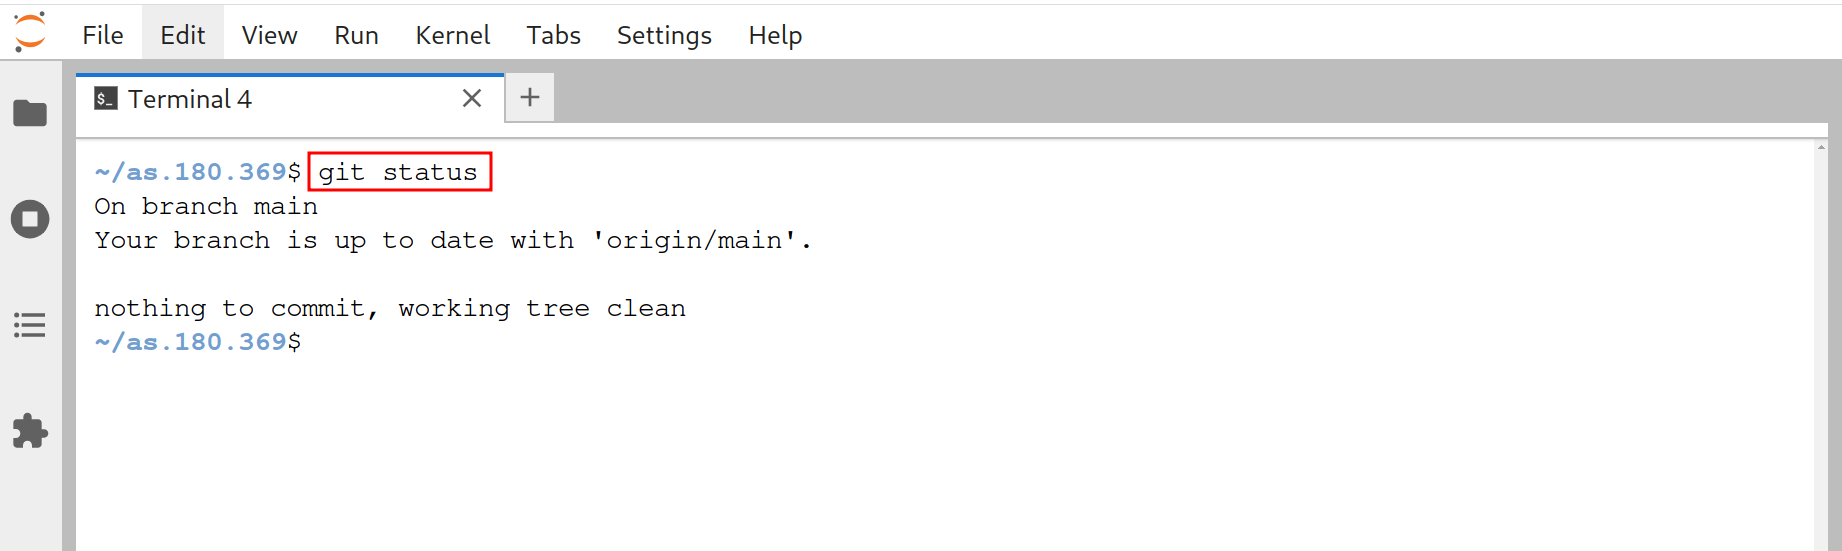 File Edit View Run Kernel Tabs Settings Help
$_ Terminal 4
~/as.180.369$ git status
On branch main
Your branch is up to date with 'origin/main'.
nothing to commit, working tree clean
~/as.180.369$